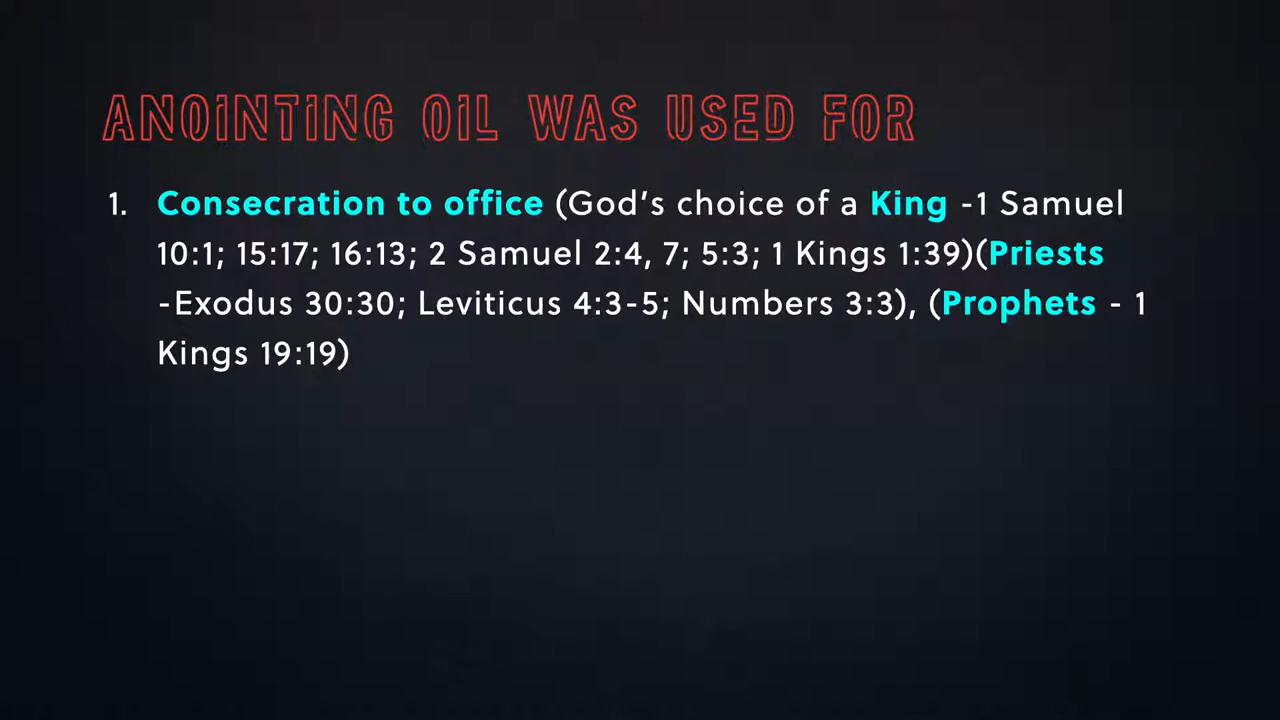 ANOINTING OIL WAS USED FOR
1. Consecration to office (God's choice of a King -1 Samuel
10:1; 15:17; 16:13; 2 Samuel 2:4, 7; 5:3; 1 Kings 1:39)(Priests
-Exodus 30:30; Leviticus 4:3-5; Numbers 3:3), (Prophets - 1
Kings 19:19)